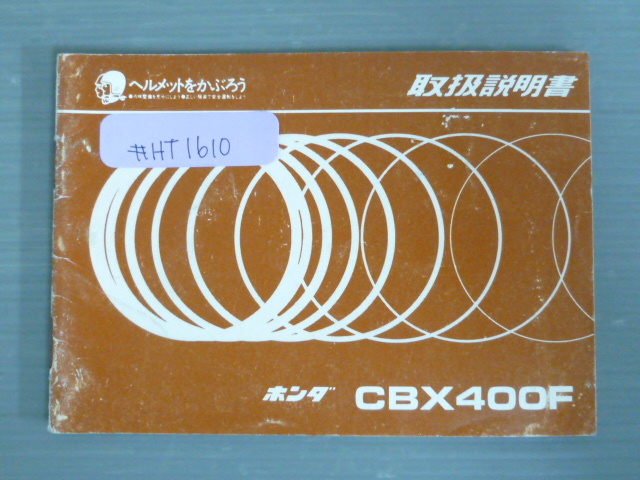 ヘルメットをかぶろう
取扱説明書
#HT1610
ホンダ CBX400F